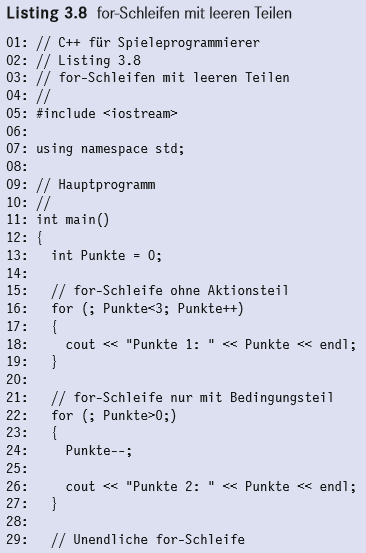 Listing 3.8 for-Schleifen mit leeren Teilen
01: // C++ für Spieleprogrammierer
02: // Listing 3.8
03: // for-Schleifen mit leeren Teilen
04: //
05: #include <iostream>
06:
07: using namespace std;
08:
09: // Hauptprogramm
10: //
11: int main()
12: {
13:   int Punkte = 0;
14:
15:   // for-Schleife ohne Aktionsteil
16:   for (; Punkte<3; Punkte++)
17:   {
18:     cout << "Punkte 1: " << Punkte << endl;
19:   }
20:
21:   // for-Schleife nur mit Bedingungsteil
22:   for (; Punkte>0;)
23:   {
24:     Punkte--;
25:
26:     cout << "Punkte 2: " << Punkte << endl;
27:   }
28:
29:   // Unendliche for-Schleife